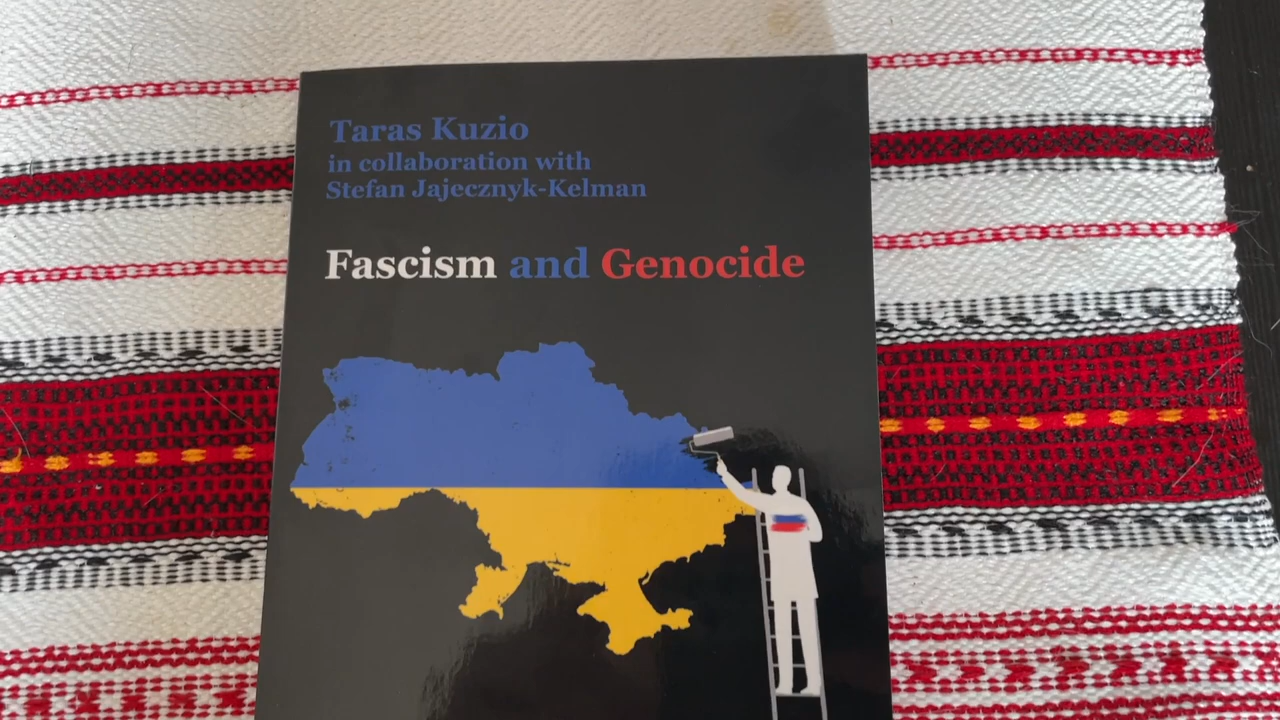 Taras Kuzio
in collaboration with
Stefan Jajecznyk-Kelman
Fascism and Genocide